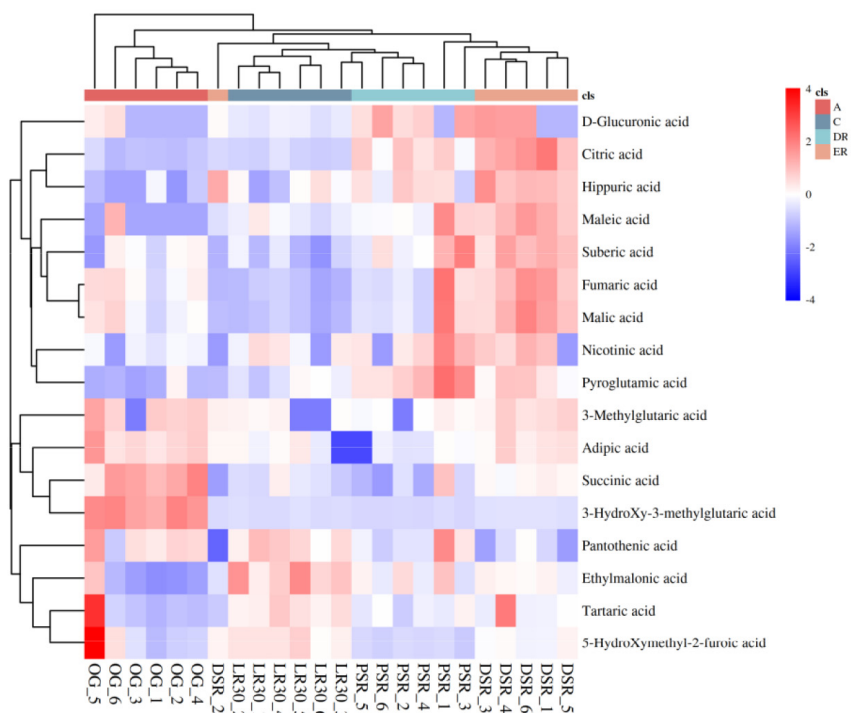 cls
D-Glucuronic acid
Citric acid
Hippuric acid
Maleic acid
Suberic acid
Fumaric acid
Malic acid
Nicotinic acid
Pyroglutamic acid
3-Methylglutaric acid
Adipic acid
Succinic acid
3-HydroXy-3-methylglutaric acid
Pantothenic acid
Ethylmalonic acid
Tartaric acid
5-HydroXymethyl-2-furoic acid
4
2
0
-2
-4
cls
A
C
DR
ER
OG_5
OG_6
OG_3
OG_1
OG_2
OG_4
DSR_2
PSR_5
PSR_6
PSR_2
PSR_4
PSR_1
PSR_3
DSR_3
DSR_4
DSR_6
DSR_1
DSR_5